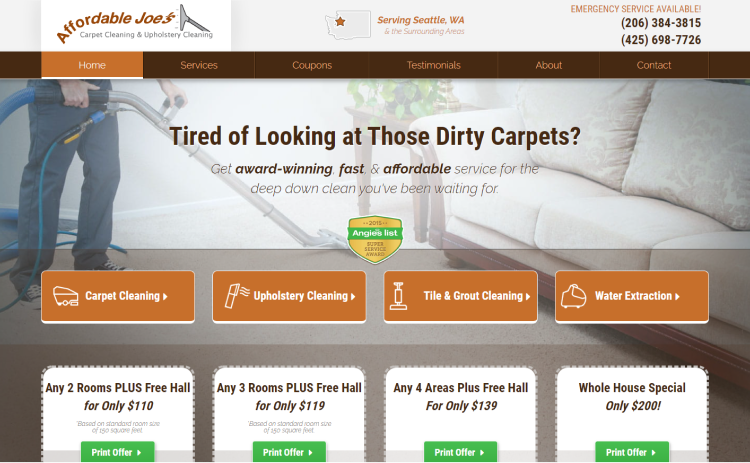 Affordable Joe's
Carpet Cleaning & Upholstery Cleaning
Serving Seattle, WA
& the Surrounding Areas
EMERGENCY SERVICE AVAILABLE!
(206) 384-3815
(425) 698-7726
Home
Services
Coupons
Testimonials
About
Contact
Tired of Looking at Those Dirty Carpets?
Get award-winning, fast, & affordable service for the
deep down clean you've been waiting for.
2015
Angie's list
SUPER
SERVICE
AWARD
Carpet Cleaning
Upholstery Cleaning
Tile & Grout Cleaning
Water Extraction
Any 2 Rooms PLUS Free Hall
for Only $110
*Based on standard room size
of 150 square feet.
Print Offer
Any 3 Rooms PLUS Free Hall
for Only $119
*Based on standard room size
of 150 square feet.
Print Offer
Any 4 Areas Plus Free Hall
For Only $139
Print Offer
Whole House Special
Only $200!
Print Offer